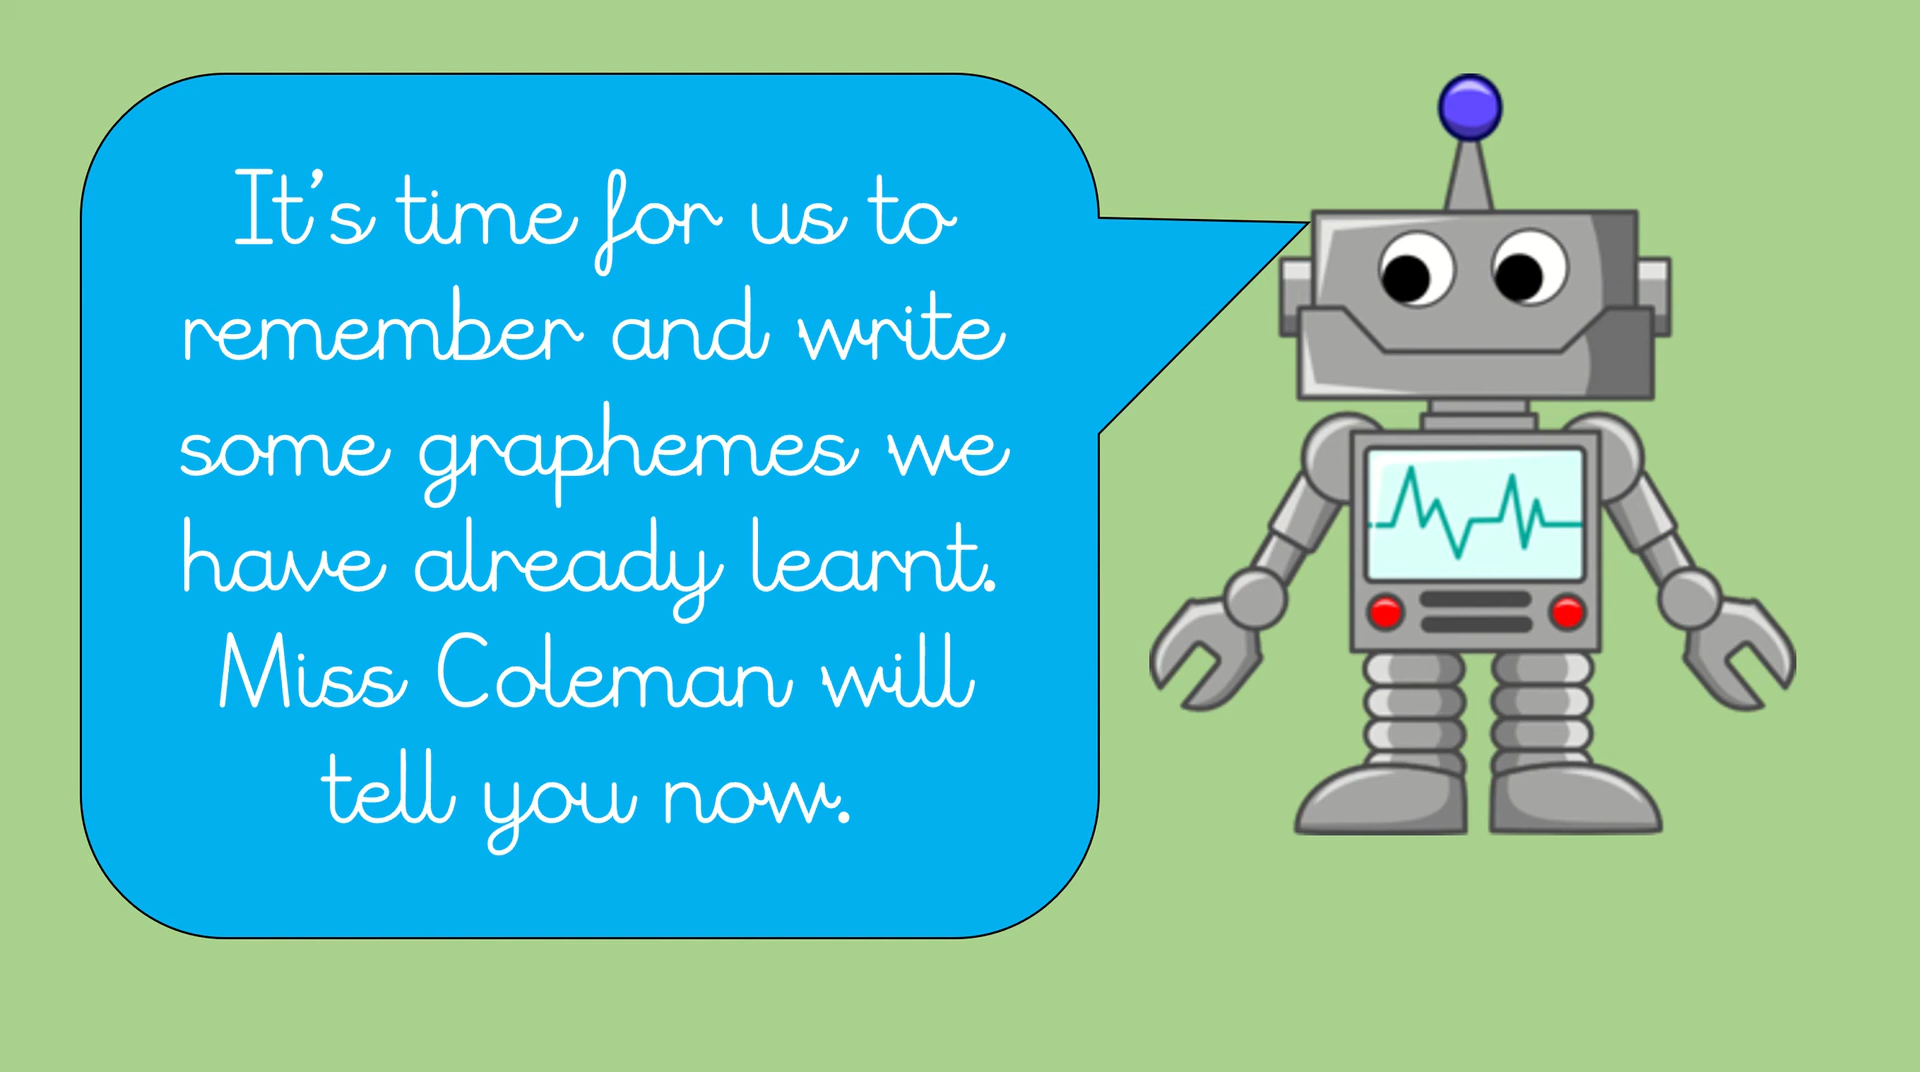 It's time for us to
remember and write
some graphemes we
have already learnt.
Miss Coleman will
tell you now.